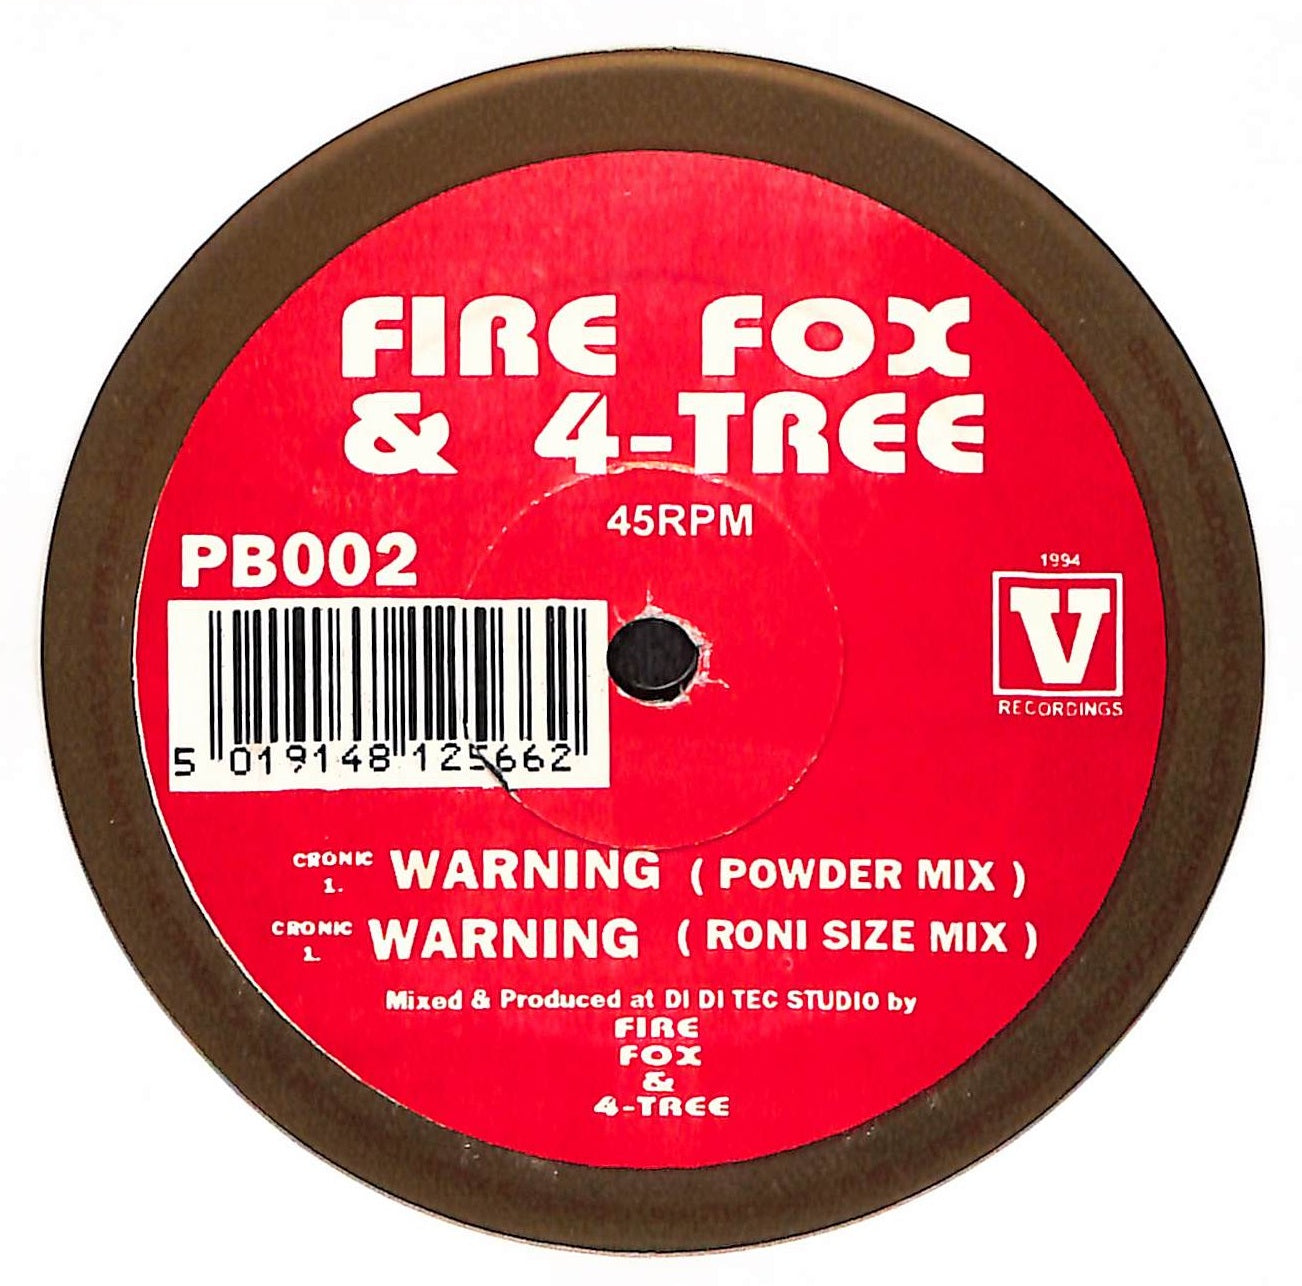 FIRE FOX
& 4-TREE
45RPM
PB002
1994
V
RECORDINGS
5 019148 125662
CRONIC
1. WARNING ( POWDER MIX )
CRONIC
1. WARNING ( RONI SIZE MIX )
Mixed & Produced at DI DI TEC STUDIO by
FIRE
FOX
&
4-TREE